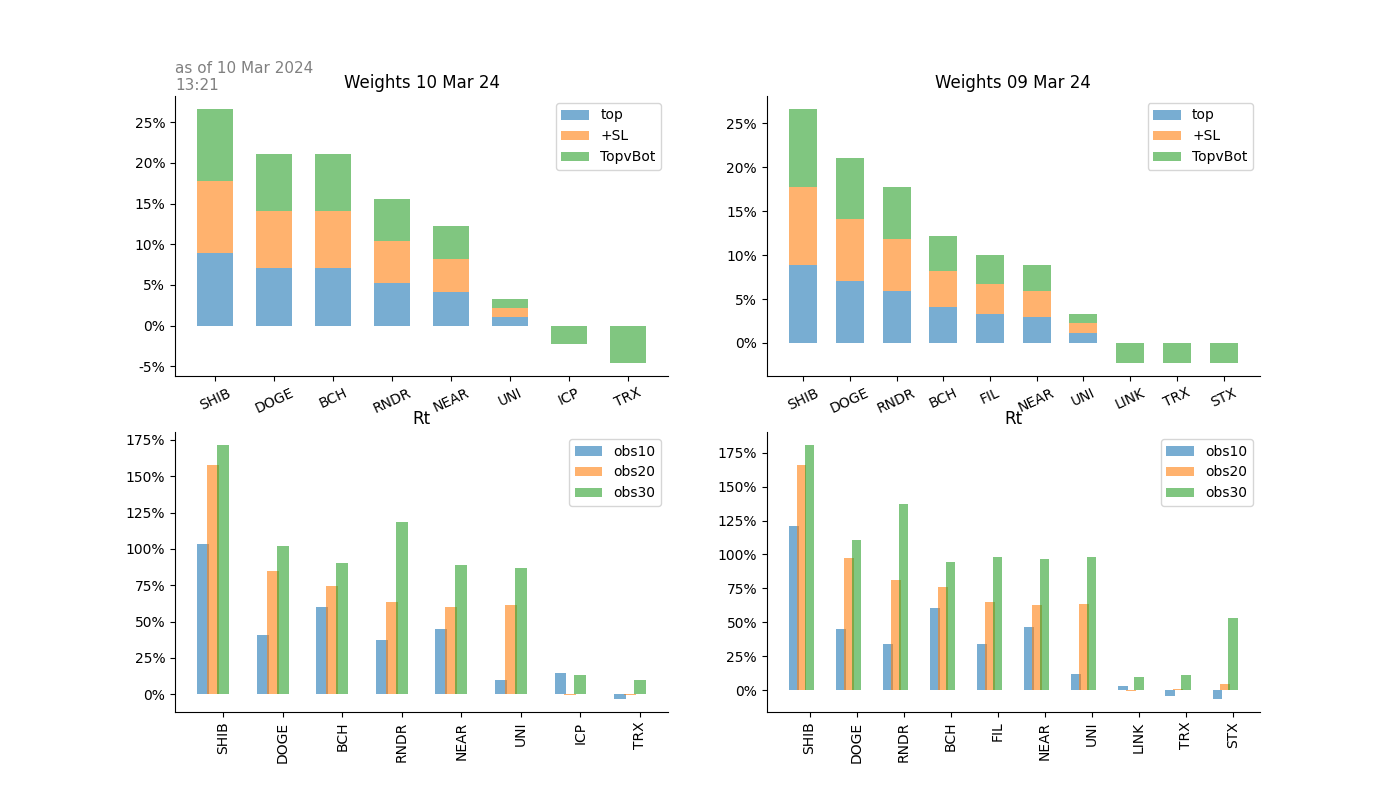 as of 10 Mar 2024
13:21
Weights 10 Mar 24
25%
20%
15%
10%
5%
0%
-5%
top
+SL
TopvBot
SHIB DOGE BCH RNDR NEAR UNI ICP TRX
Weights 09 Mar 24
25%
20%
15%
10%
5%
0%
top
+SL
TopvBot
SHIB DOGE RNDR BCH FIL NEAR UNI LINK TRX STX
Rt
175%
150%
125%
100%
75%
50%
25%
0%
obs10
obs20
obs30
SHIB DOGE BCH RNDR NEAR UNI ICP TRX
Rt
175%
150%
125%
100%
75%
50%
25%
0%
obs10
obs20
obs30
SHIB DOGE RNDR BCH FIL NEAR UNI LINK TRX STX